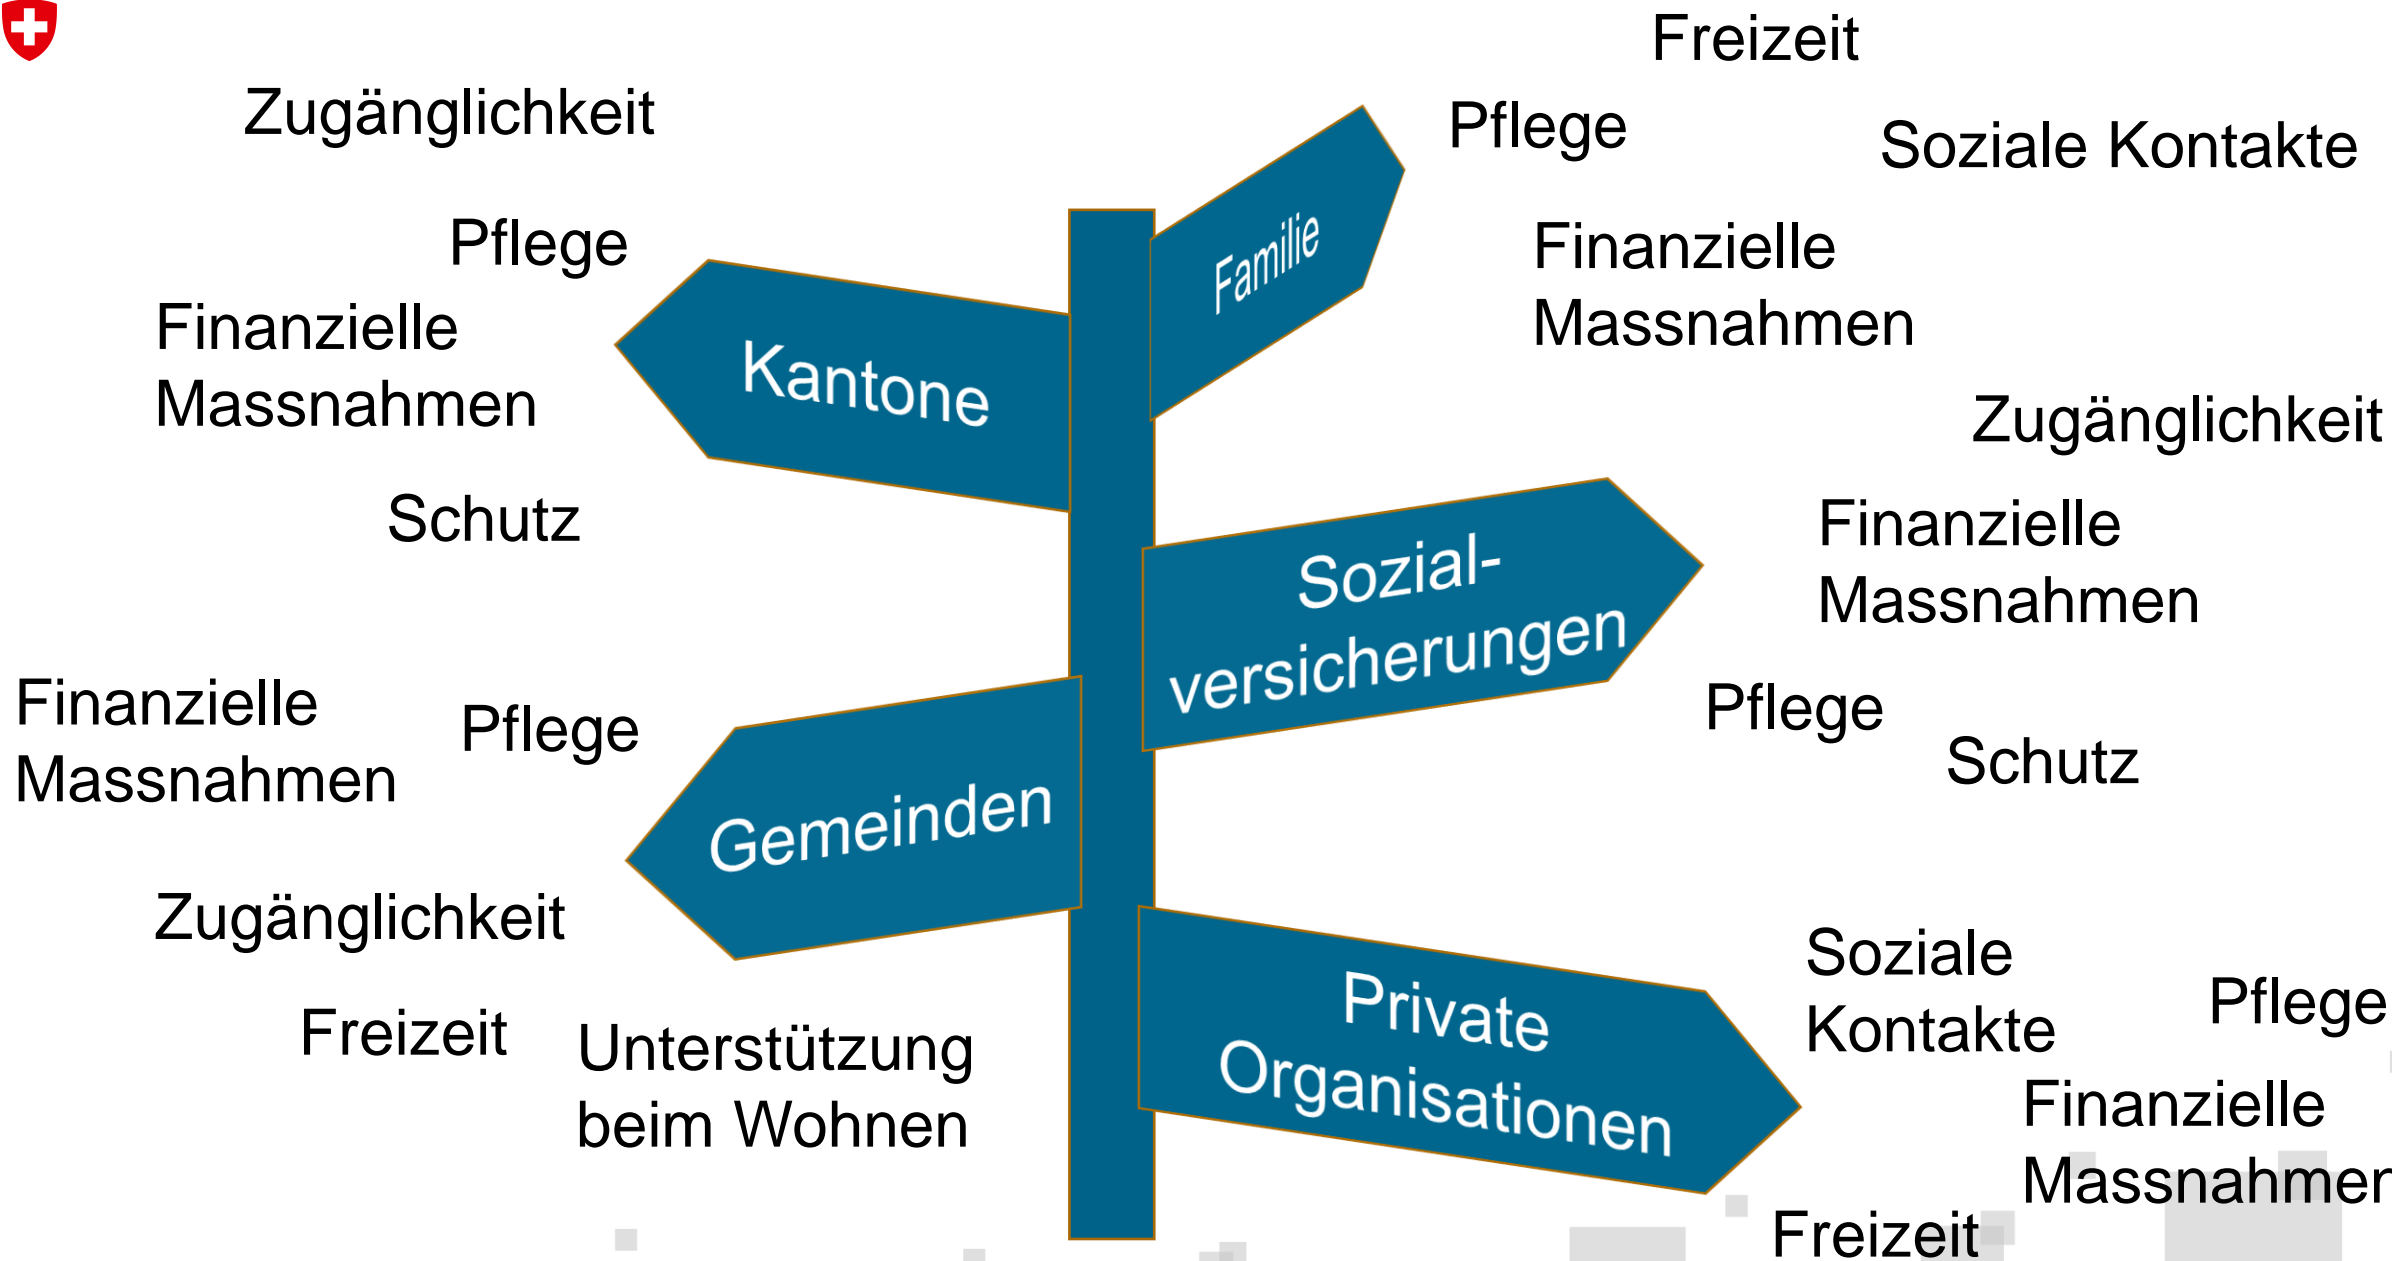 Zugänglichkeit
Pflege
Finanzielle
Massnahmen
Schutz
Kantone
Freizeit
Pflege
Soziale Kontakte
Familie
Finanzielle
Massnahmen
Zugänglichkeit
Sozial-
versicherungen
Finanzielle
Massnahmen
Pflege
Schutz
Finanzielle
Massnahmen
Pflege
Gemeinden
Zugänglichkeit
Freizeit
Unterstützung
beim Wohnen
Private
Organisationen
Soziale
Kontakte
Pflege
Finanzielle
Massnahmen
Freizeit